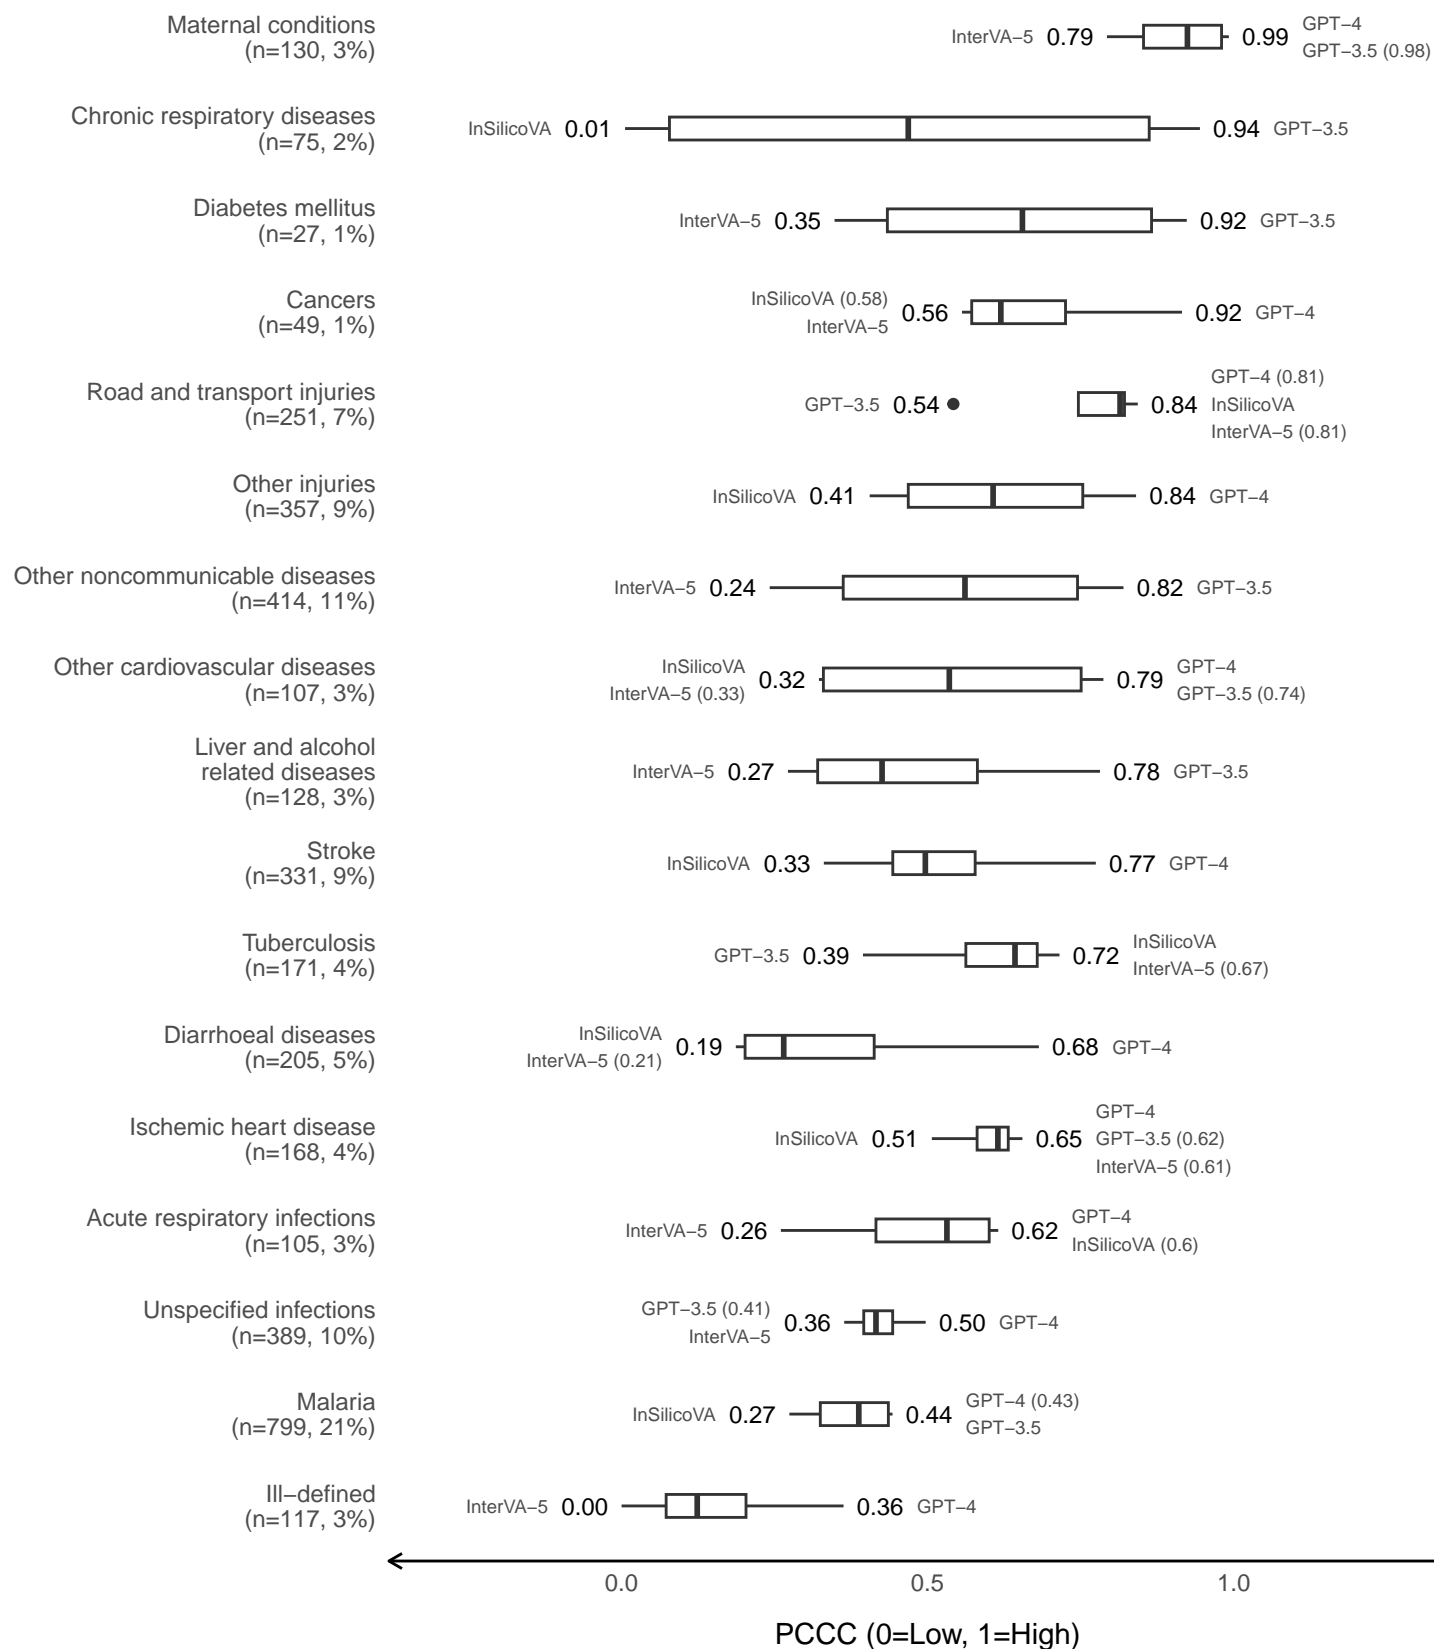 Maternal conditions
(n=130, 3%)
InterVA−5 0.79
0.99 GPT−4
GPT−3.5 (0.98)
Chronic respiratory diseases
(n=75, 2%)
InSilicoVA 0.01
0.94 GPT−3.5
Diabetes mellitus
(n=27, 1%)
InterVA−5 0.35
0.92 GPT−3.5
Cancers
(n=49, 1%)
InSilicoVA (0.58)
InterVA−5 0.56
0.92 GPT−4
Road and transport injuries
(n=251, 7%)
GPT−3.5 0.54
GPT−4 (0.81)
0.84 InSilicoVA
InterVA−5 (0.81)
Other injuries
(n=357, 9%)
InSilicoVA 0.41
0.84 GPT−4
Other noncommunicable diseases
(n=414, 11%)
InterVA−5 0.24
0.82 GPT−3.5
Other cardiovascular diseases
(n=107, 3%)
InSilicoVA 0.32
InterVA−5 (0.33)
0.79 GPT−4
GPT−3.5 (0.74)
Liver and alcohol
related diseases
(n=128, 3%)
InterVA−5 0.27
0.78 GPT−3.5
Stroke
(n=331, 9%)
InSilicoVA 0.33
0.77 GPT−4
Tuberculosis
(n=171, 4%)
GPT−3.5 0.39
0.72 InSilicoVA
InterVA−5 (0.67)
Diarrhoeal diseases
(n=205, 5%)
InSilicoVA 0.19
InterVA−5 (0.21)
0.68 GPT−4
Ischemic heart disease
(n=168, 4%)
InSilicoVA 0.51
GPT−4
0.65 GPT−3.5 (0.62)
InterVA−5 (0.61)
Acute respiratory infections
(n=105, 3%)
InterVA−5 0.26
0.62 GPT−4
InSilicoVA (0.6)
Unspecified infections
(n=389, 10%)
GPT−3.5 (0.41)
InterVA−5 0.36
0.50 GPT−4
Malaria
(n=799, 21%)
InSilicoVA 0.27
0.44 GPT−4 (0.43)
GPT−3.5
Ill−defined
(n=117, 3%)
InterVA−5 0.00
0.36 GPT−4
0.0 0.5 1.0
PCCC (0=Low, 1=High)